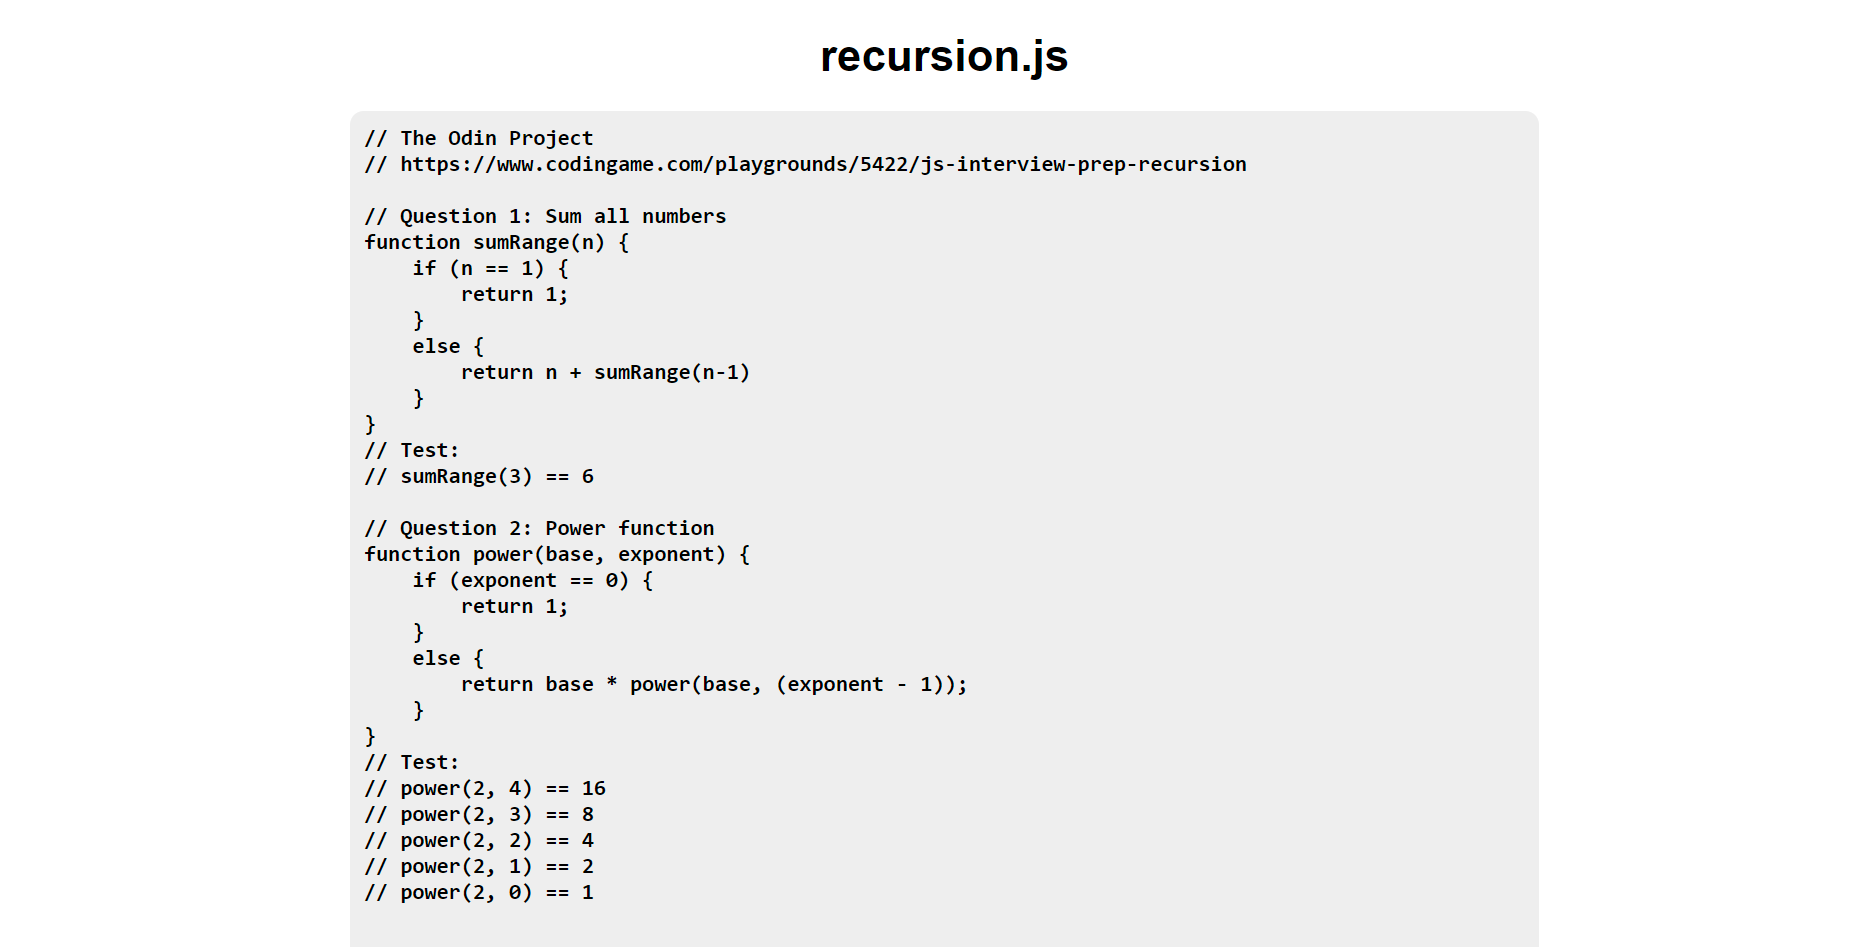 recursion.js
// The Odin Project
// https://www.codingame.com/playgrounds/5422/js-interview-prep-recursion

// Question 1: Sum all numbers
function sumRange(n) {
    if (n == 1) {
        return 1;
    }
    else {
        return n + sumRange(n-1)
    }
}
// Test:
// sumRange(3) == 6

// Question 2: Power function
function power(base, exponent) {
    if (exponent == 0) {
        return 1;
    }
    else {
        return base * power(base, (exponent - 1));
    }
}
// Test:
// power(2, 4) == 16
// power(2, 3) == 8
// power(2, 2) == 4
// power(2, 1) == 2
// power(2, 0) == 1